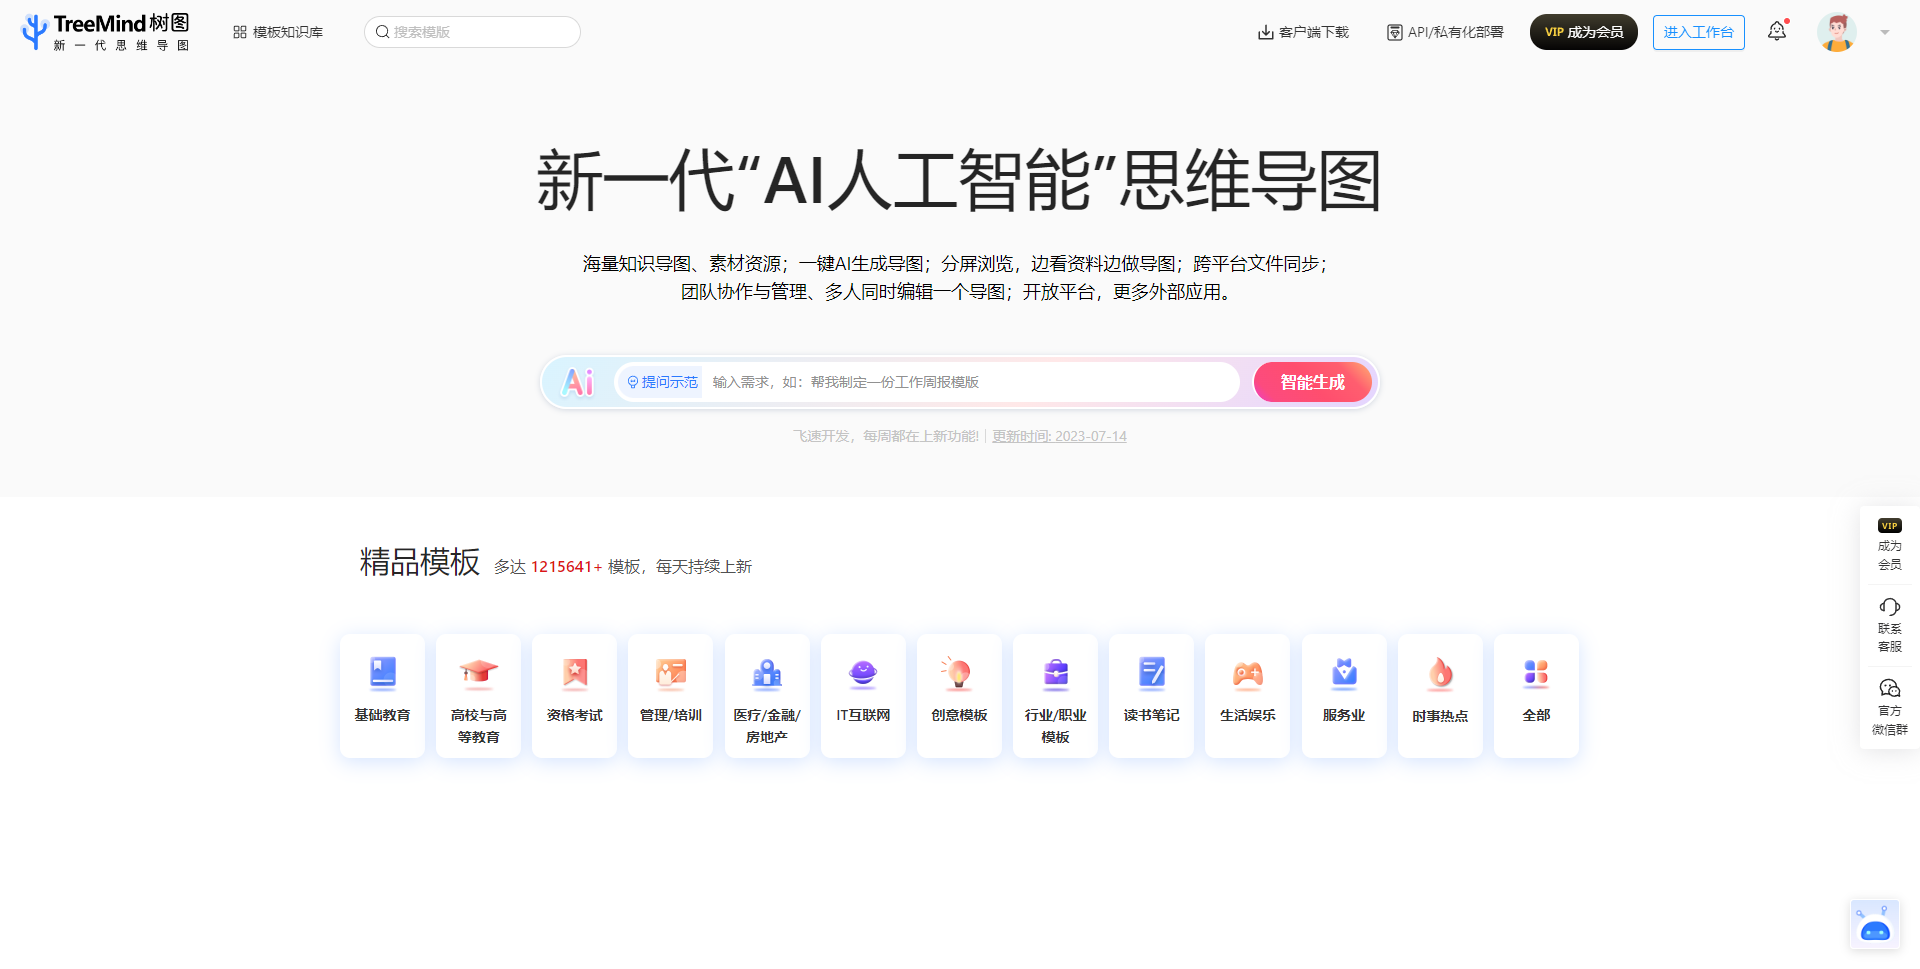 TreeMind 树图
新一代思维导图
模板知识库
搜索模版
客户端下载
API/私有化部署
VIP 成为会员
进入工作台
新一代“AI人工智能”思维导图
海量知识导图、素材资源；一键AI生成导图；分屏浏览，边看资料边做导图；跨平台文件同步；
团队协作与管理、多人同时编辑一个导图；开放平台，更多外部应用。
Ai
提问示范
输入需求，如：帮我制定一份工作周报模版
智能生成
飞速开发，每周都在上新功能! | 更新时间: 2023-07-14
精品模板 多达 1215641+ 模板，每天持续上新
基础教育
高校与高
等教育
资格考试
管理/培训
医疗/金融/
房地产
IT互联网
创意模板
行业/职业
模板
读书笔记
生活娱乐
服务业
时事热点
全部
VIP
成为
会员
联系
客服
官方
微信群